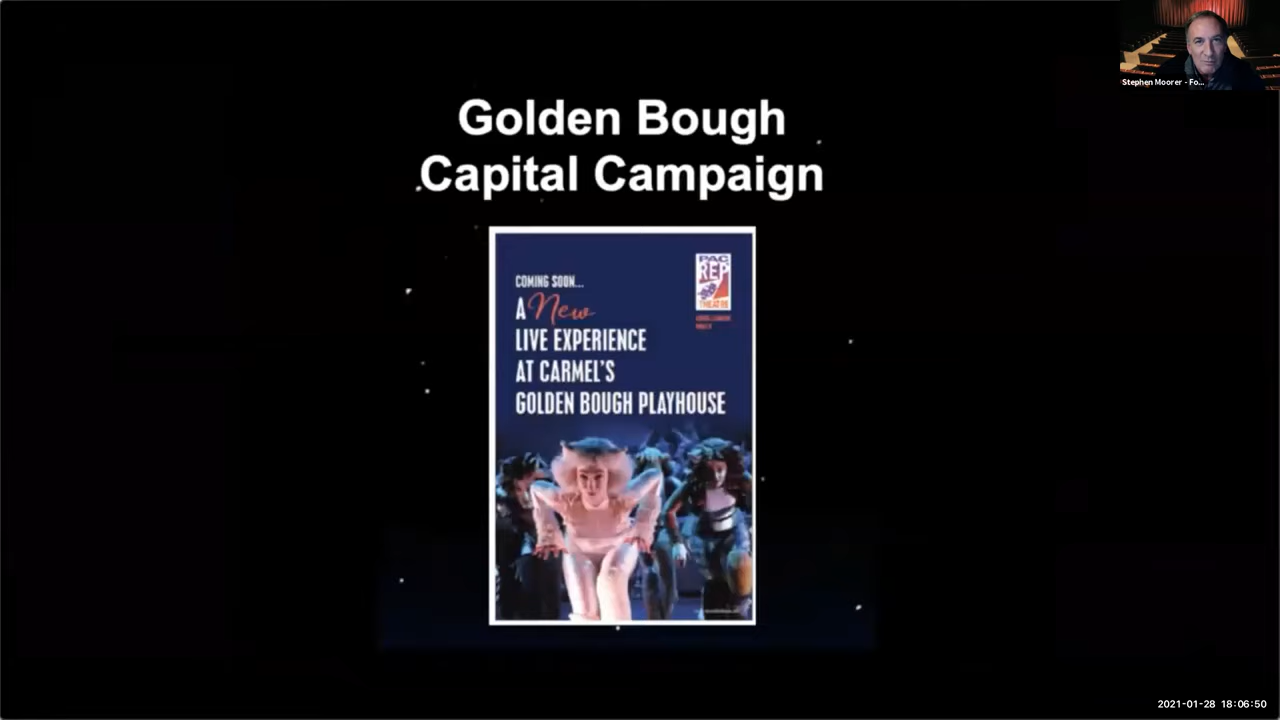 Golden Bough
Capital Campaign
COMING SOON...
A New
LIVE EXPERIENCE
AT CARMEL'S
GOLDEN BOUGH PLAYHOUSE
PAC
REP
THEATRE
Stephen Moorer - Fo...
2021-01-28 18:06:50